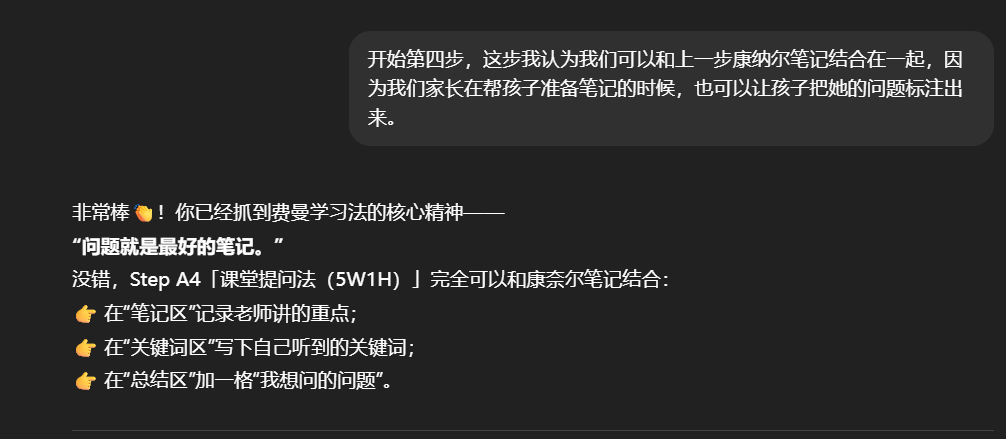 开始第四步，这步我认为我们可以和上一步康纳尔笔记结合在一起，因
为我们家长在帮孩子准备笔记的时候，也可以让孩子把她的问题标注出
来。
非常棒👏！你已经抓到费曼学习法的核心精神——
“问题就是最好的笔记。”
没错，Step A4「课堂提问法（5W1H）」完全可以和康奈尔笔记结合：
👉 在“笔记区”记录老师讲的重点；
👉 在“关键词区”写下自己听到的关键词；
👉 在“总结区”加一格“我想问的问题”。